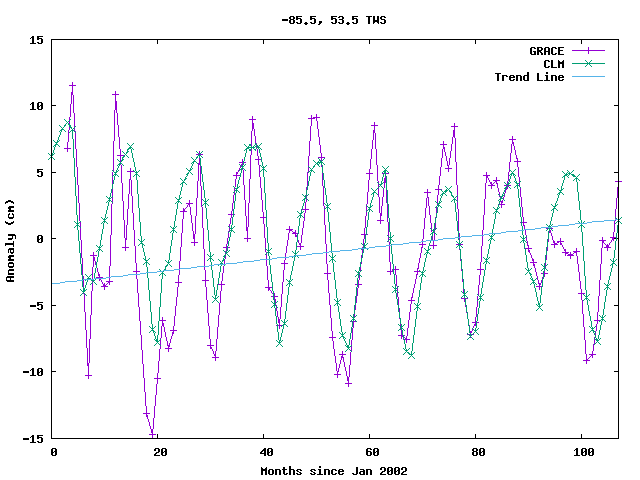 -85.5, 53.5 TWS
GRACE
CLM
Trend Line
15
10
5
0
-5
-10
-15
Anomaly (cm)
0 20 40 60 80 100
Months since Jan 2002